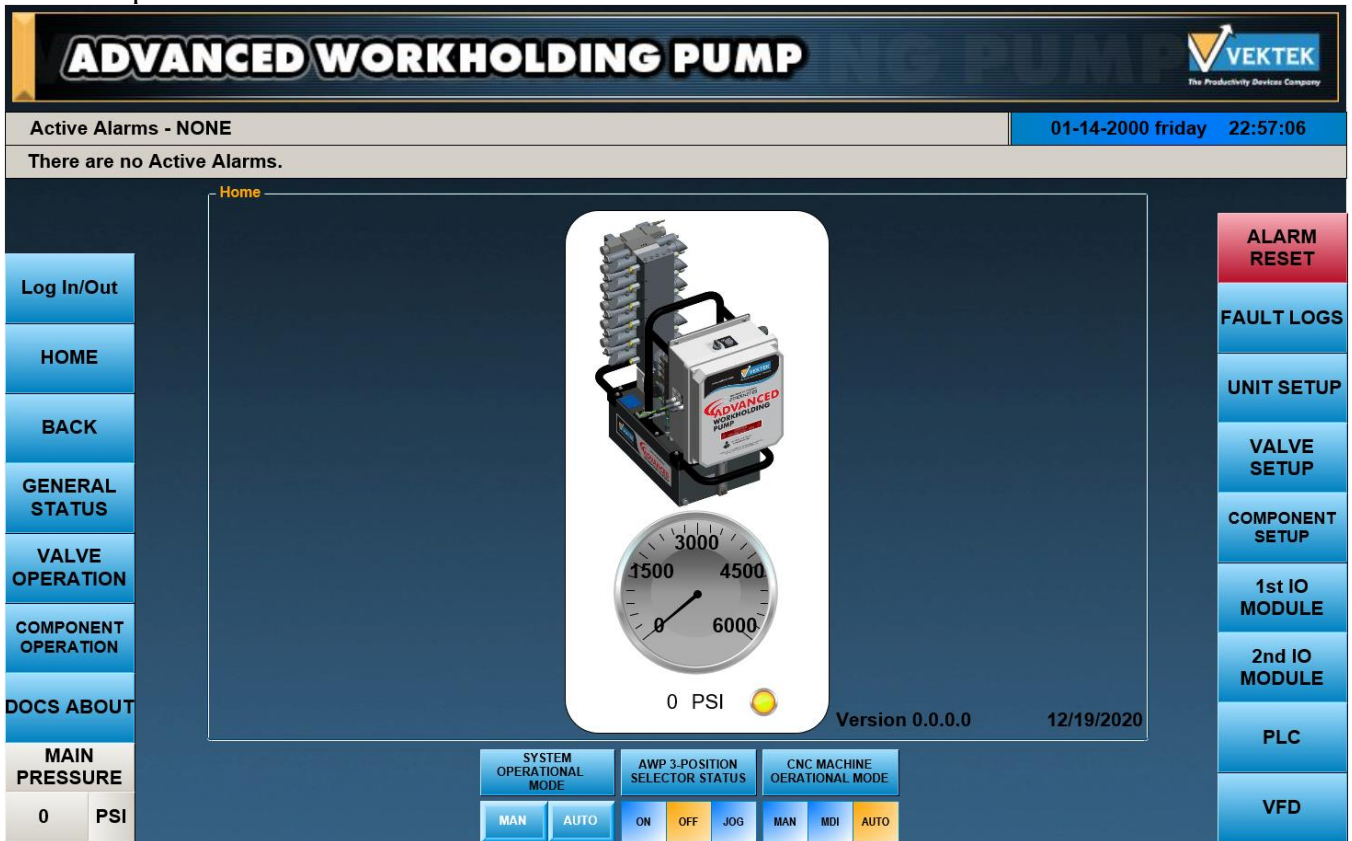 ADVANCED WORKHOLDING PUMP
VEKTEK
The Productivity Devices Company
Active Alarms - NONE
01-14-2000 friday 22:57:06
There are no Active Alarms.
Home
Log In/Out
HOME
BACK
GENERAL
STATUS
VALVE
OPERATION
COMPONENT
OPERATION
DOCS ABOUT
MAIN
PRESSURE
0 PSI
VEKTEK
ADVANCED
WORKHOLDING
PUMP
3000
1500 4500
0 6000
0 PSI
Version 0.0.0.0 12/19/2020
SYSTEM
OPERATIONAL
MODE
MAN AUTO
AWP 3-POSITION
SELECTOR STATUS
ON OFF JOG
CNC MACHINE
OERATIONAL MODE
MAN MDI AUTO
ALARM
RESET
FAULT LOGS
UNIT SETUP
VALVE
SETUP
COMPONENT
SETUP
1st IO
MODULE
2nd IO
MODULE
PLC
VFD